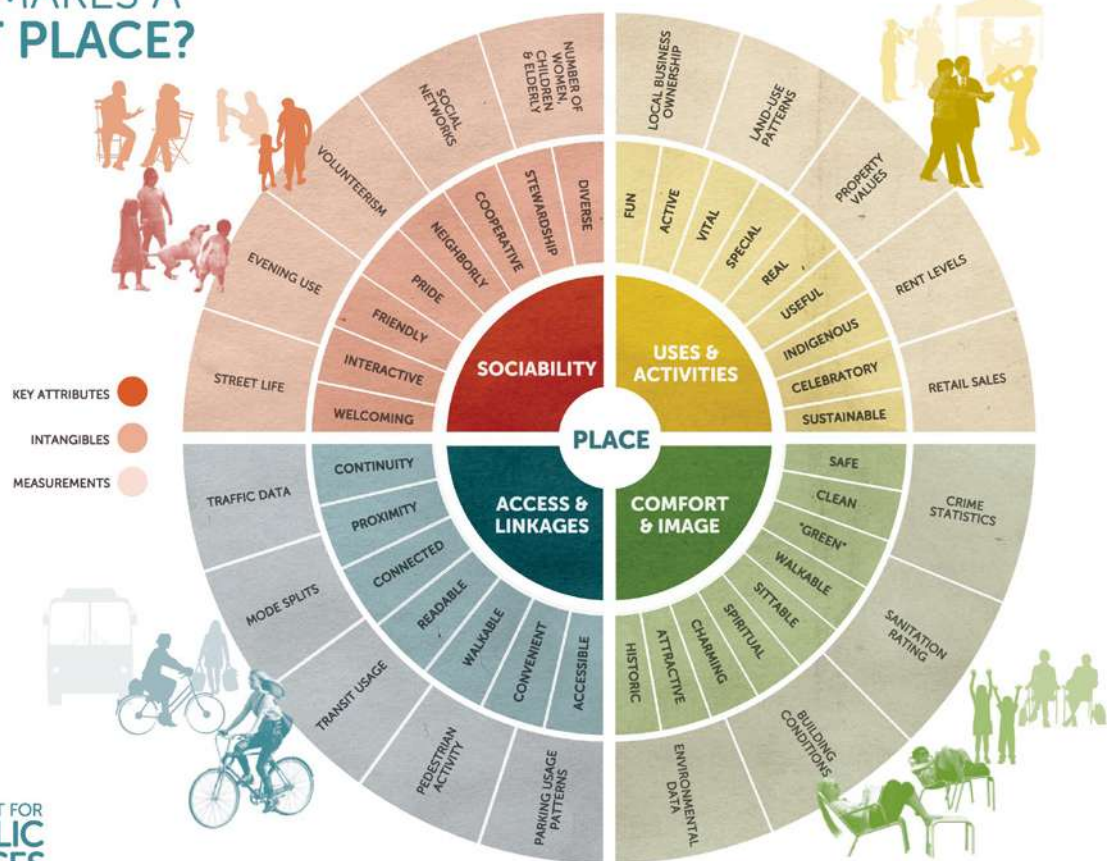 MAKES A
PLACE?
KEY ATTRIBUTES
INTANGIBLES
MEASUREMENTS
PLACE
SOCIABILITY
DIVERSE
STEWARDSHIP
COOPERATIVE
NEIGHBORLY
PRIDE
FRIENDLY
INTERACTIVE
WELCOMING
NUMBER OF
WOMEN,
CHILDREN
& ELDERLY
SOCIAL
NETWORKS
VOLUNTEERISM
EVENING USE
STREET LIFE
USES &
ACTIVITIES
FUN
ACTIVE
VITAL
SPECIAL
REAL
USEFUL
INDIGENOUS
CELEBRATORY
SUSTAINABLE
LOCAL BUSINESS
OWNERSHIP
LAND-USE
PATTERNS
PROPERTY
VALUES
RENT LEVELS
RETAIL SALES
ACCESS &
LINKAGES
CONTINUITY
PROXIMITY
CONNECTED
READABLE
WALKABLE
CONVENIENT
ACCESSIBLE
TRAFFIC DATA
MODE SPLITS
TRANSIT USAGE
PEDESTRIAN
ACTIVITY
PARKING USAGE
PATTERNS
COMFORT
& IMAGE
SAFE
CLEAN
"GREEN"
WALKABLE
SITTABLE
SPIRITUAL
CHARMING
ATTRACTIVE
HISTORIC
CRIME
STATISTICS
SANITATION
RATING
BUILDING
CONDITIONS
ENVIRONMENTAL
DATA
T FOR
LIC